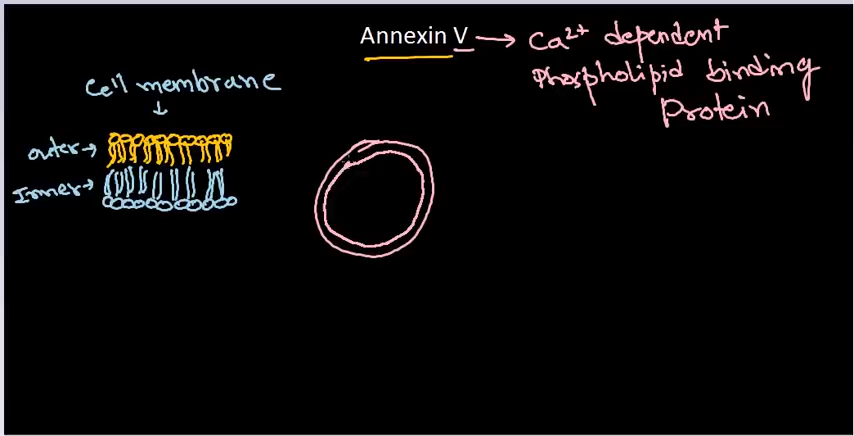 Annexin V → Ca²⁺ dependent
Phospholipid binding
Protein
Cell membrane
↓
outer→
Inner→